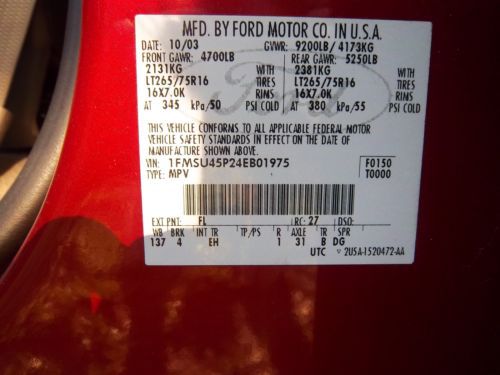 MFD. BY FORD MOTOR CO. IN U.S.A.
DATE: 10/03 GVWR: 9200LB/ 4173KG
FRONT GAWR: 4700LB REAR GAWR: 5250LB
2131KG WITH 2381KG WITH
LT265/75R16 TIRES LT265/75R16 TIRES
16X7.0K RIMS 16X7.0K RIMS
AT 345 kPa/50 PSI COLD AT 380 kPa/55 PSI COLD
Ford
THIS VEHICLE CONFORMS TO ALL APPLICABLE FEDERAL MOTOR
VEHICLE SAFETY STANDARDS IN EFFECT ON THE DATE OF
MANUFACTURE SHOWN ABOVE.
VIN: 1FMSU45P24EB01975 F0150
TYPE: MPV T0000
EXT PNT: FL RC: 27 DSO:
WB BRK INT TR TP/PS R AXLE TR SPR
137 4 EH 1 31 B DG
UTC ▿ 2U5A-1520472-AA